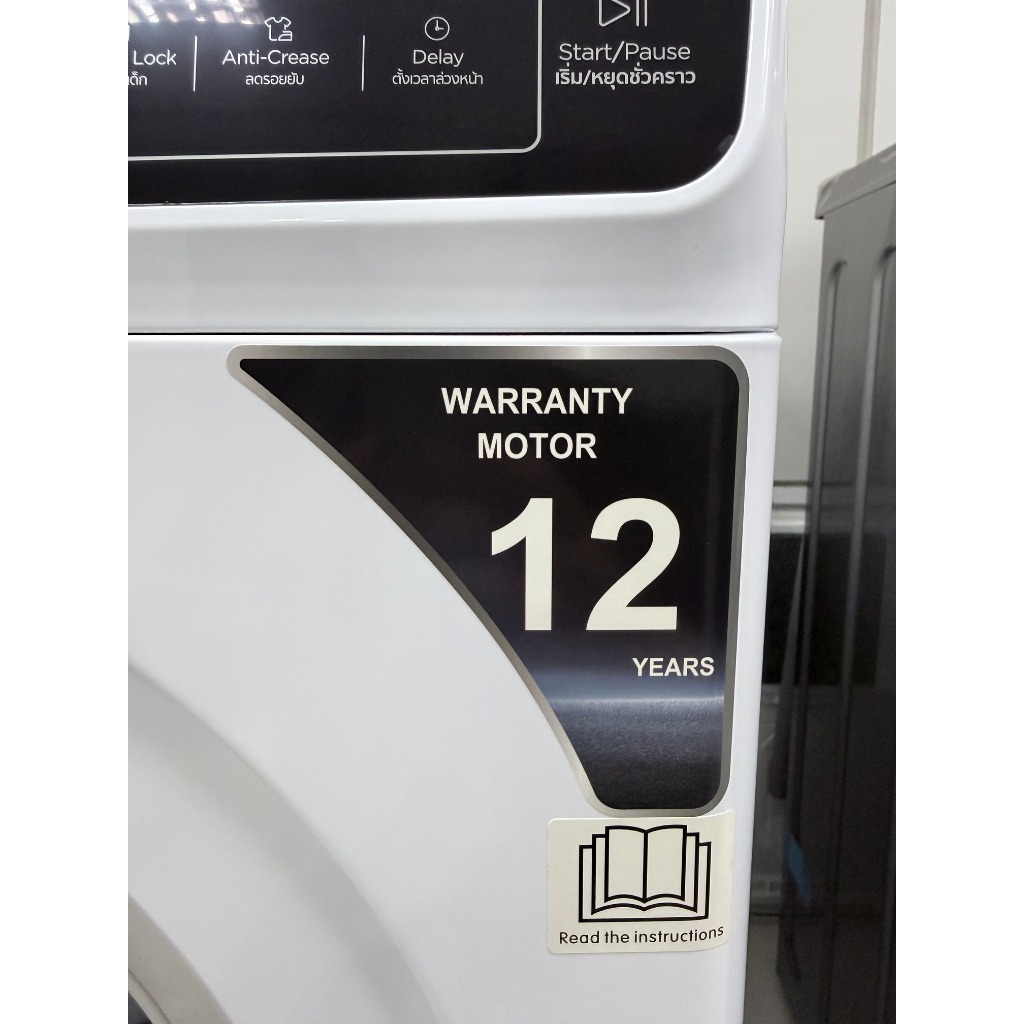 Lock
Anti-Crease
ลดรอยยับ
Delay
ตั้งเวลาล่วงหน้า
Start/Pause
เริ่ม/หยุดชั่วคราว
WARRANTY
MOTOR
12
YEARS
Read the instructions